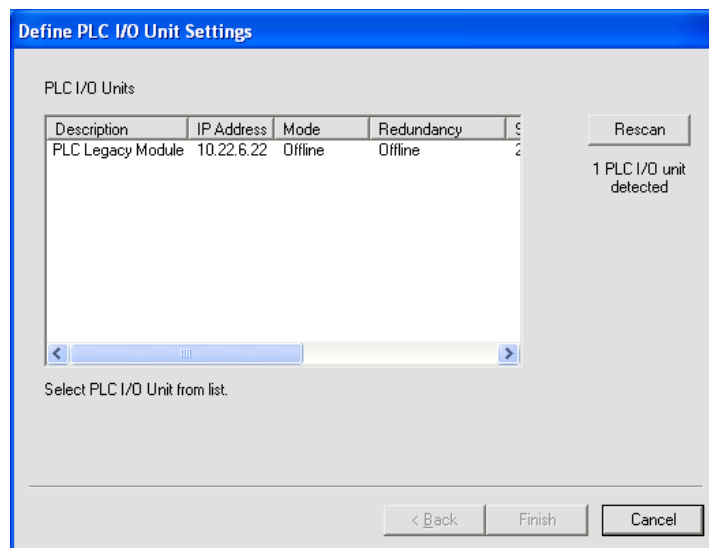 Define PLC I/O Unit Settings
PLC I/O Units
Description IP Address Mode Redundancy
PLC Legacy Module 10.22.6.22 Offline Offline
Rescan
1 PLC I/O unit
detected
Select PLC I/O Unit from list.
< Back Finish Cancel